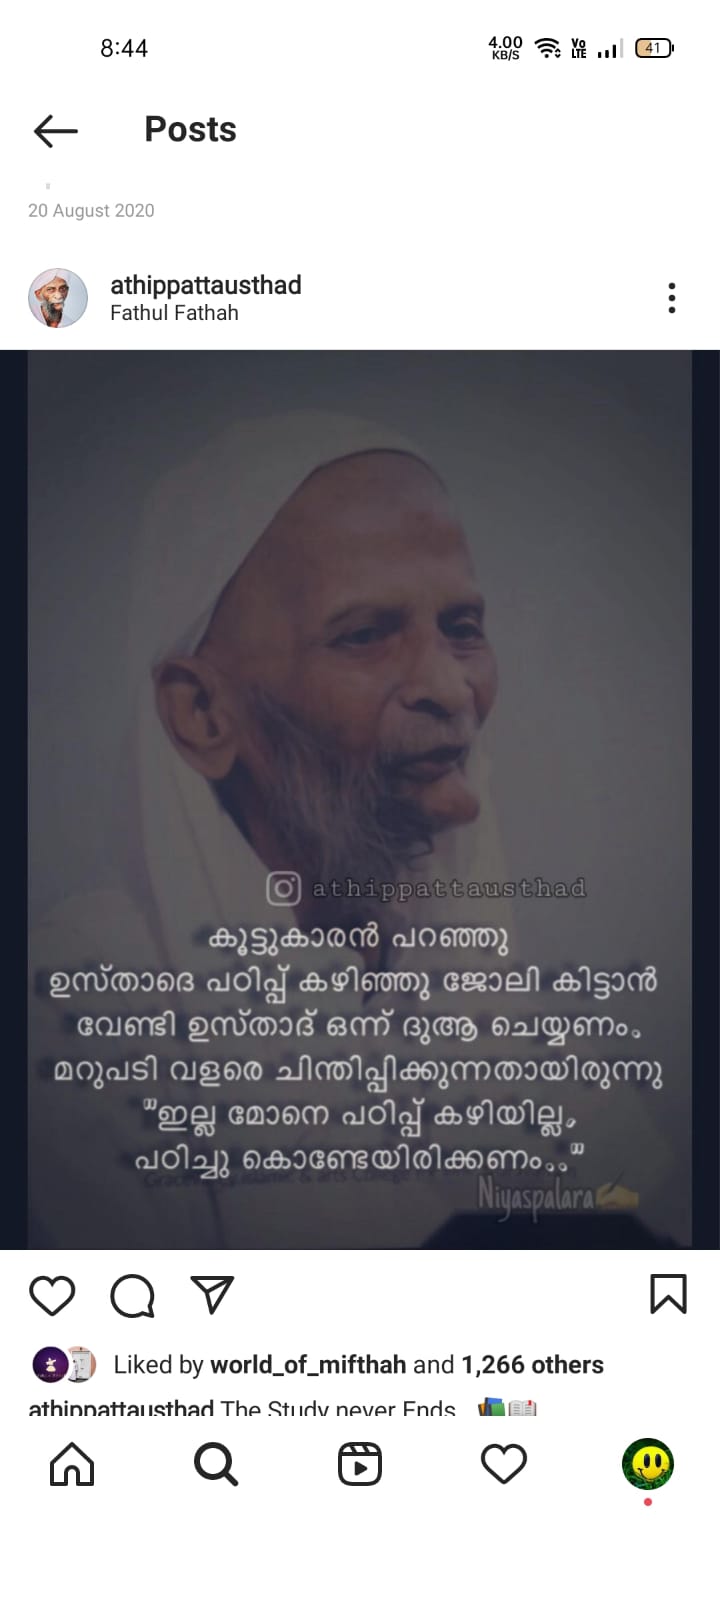 8:44
4.00
KB/S
Vo
LTE
41
Posts
20 August 2020
athippattausthad
Fathul Fathah
athippattausthad
കൂട്ടുകാരൻ പറഞ്ഞു
ഉസ്താദെ പഠിപ്പ് കഴിഞ്ഞു ജോലി കിട്ടാൻ
വേണ്ടി ഉസ്താദ് ഒന്ന് ദുആ ചെയ്യണം.
മറുപടി വളരെ ചിന്തിപ്പിക്കുന്നതായിരുന്നു
"ഇല്ല മോനെ പഠിപ്പ് കഴിയില്ല,
പഠിച്ചു കൊണ്ടേയിരിക്കണം.."
Niyaspalara✍️
Liked by world_of_mifthah and 1,266 others
athippattausthad The Study never Ends 📚📖